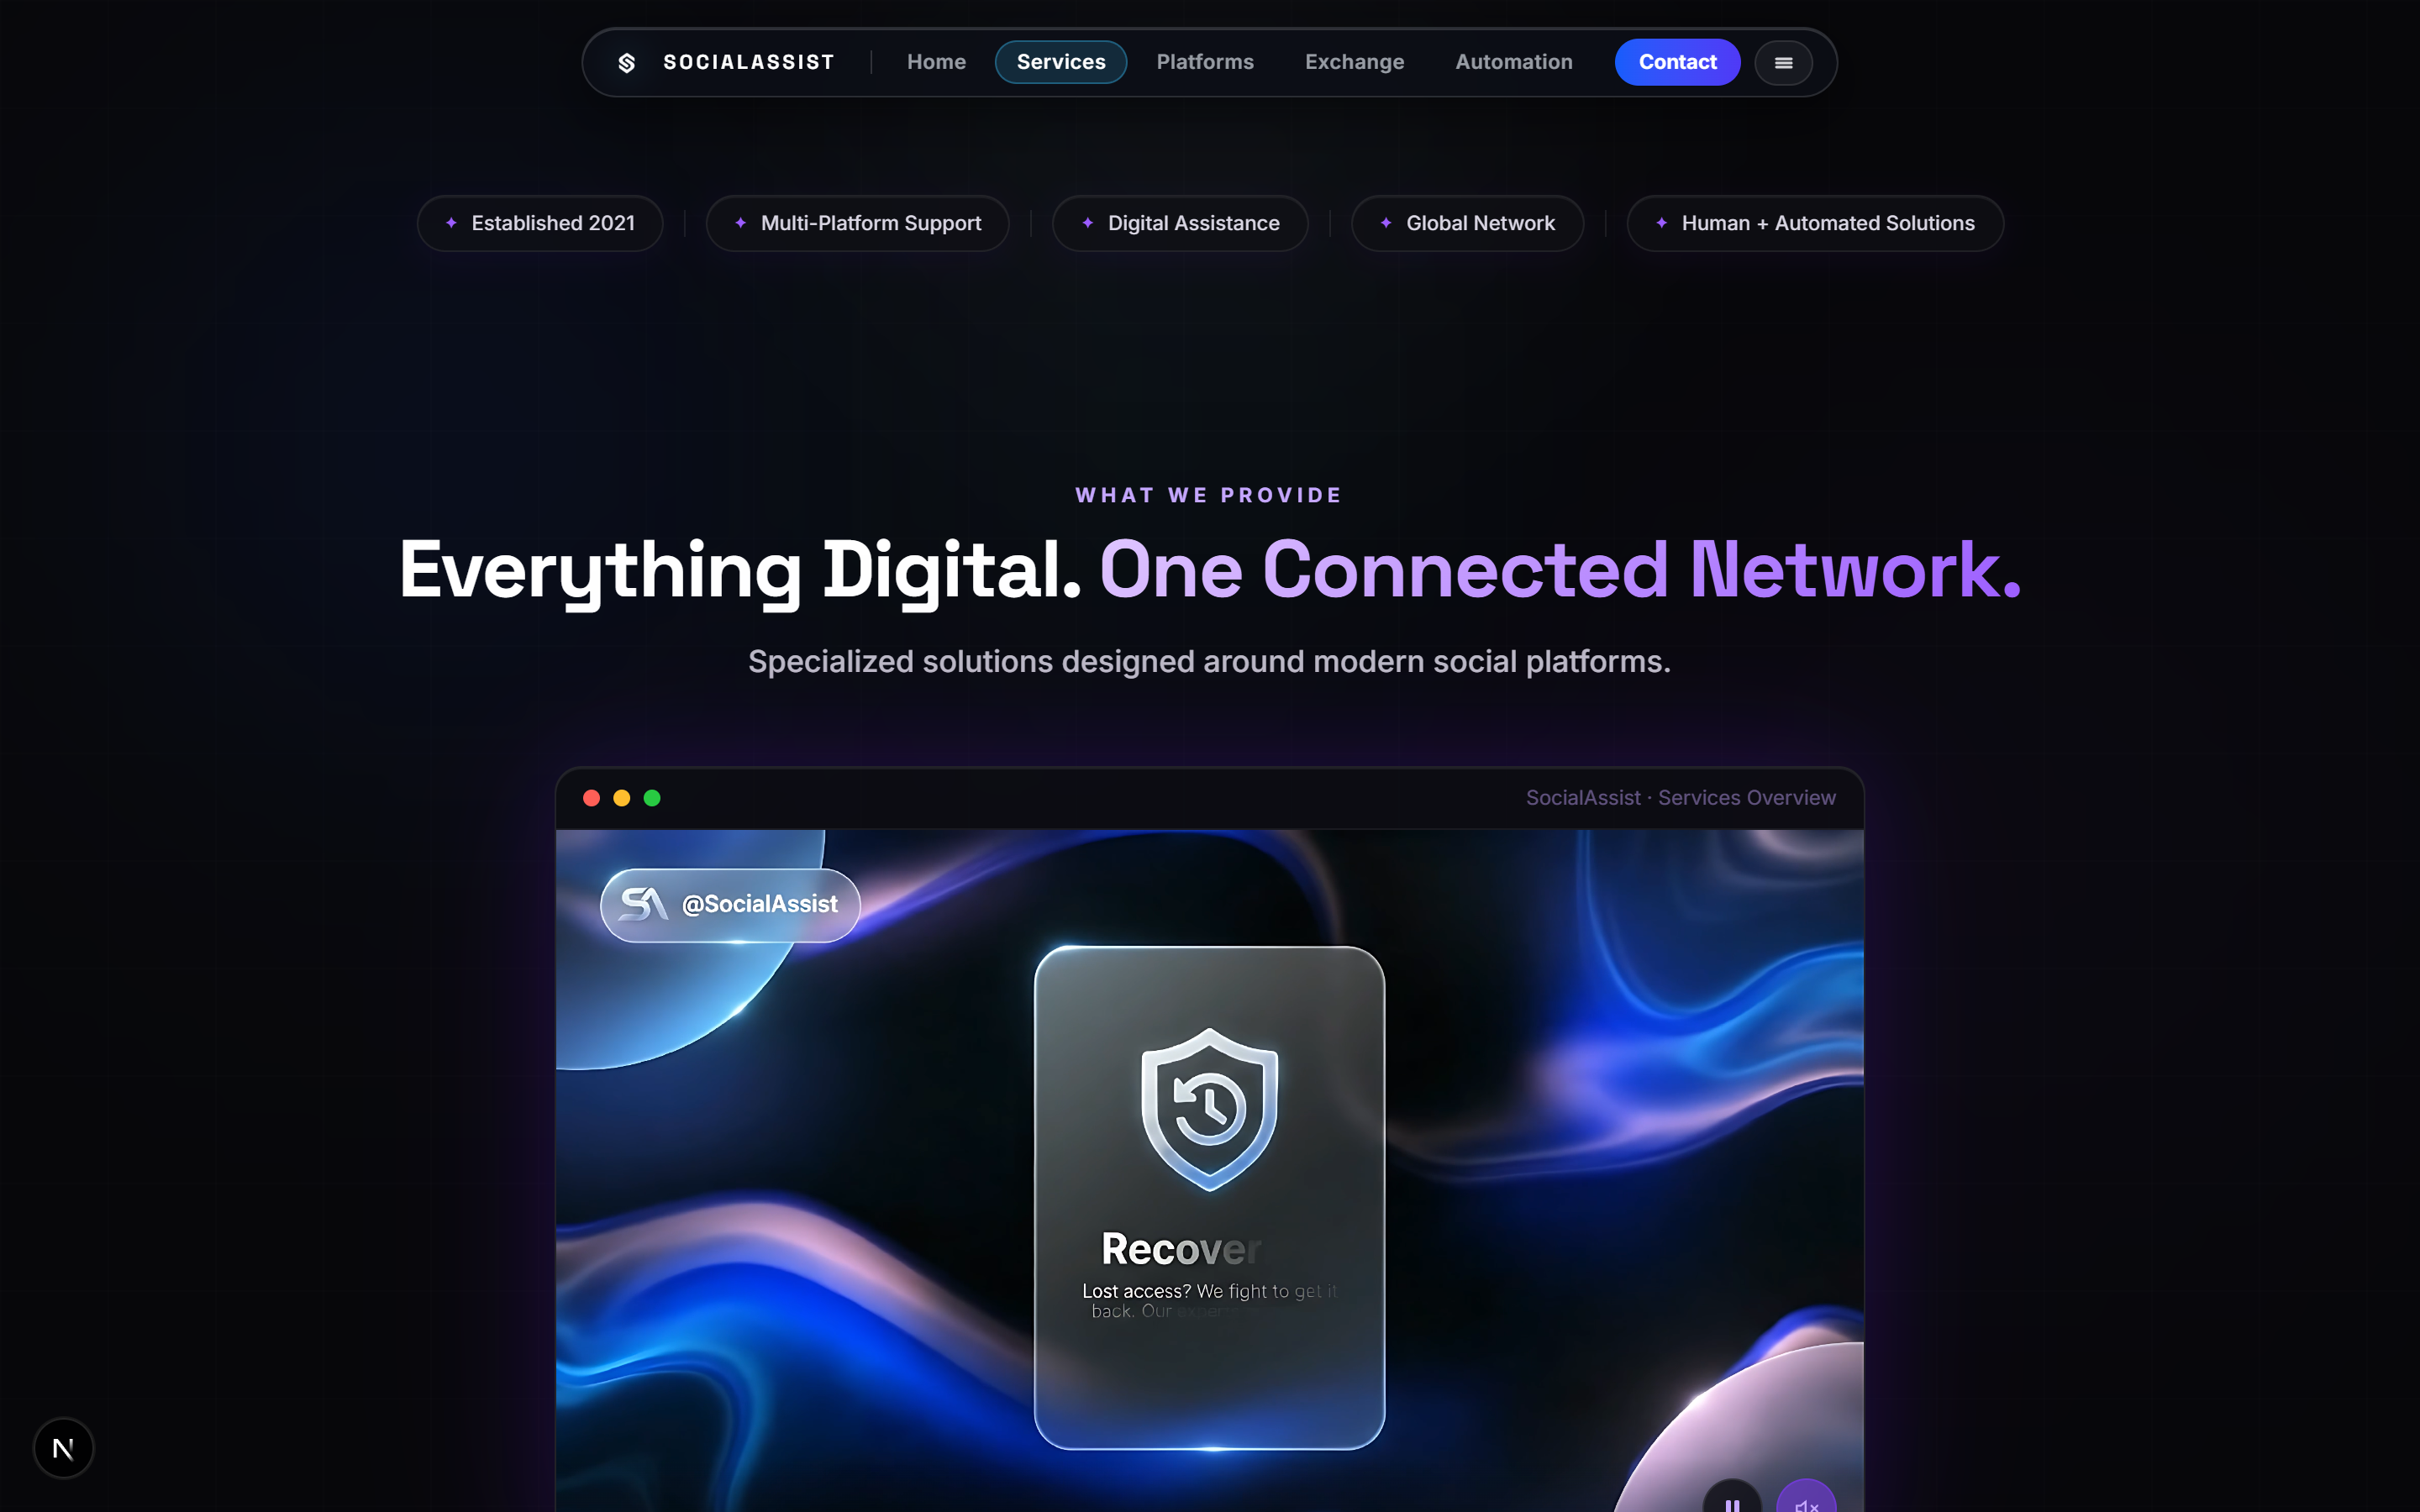 SOCIALASSIST Home Services Platforms Exchange Automation Contact
Established 2021 Multi-Platform Support Digital Assistance Global Network Human + Automated Solutions
WHAT WE PROVIDE
Everything Digital. One Connected Network.
Specialized solutions designed around modern social platforms.
SocialAssist · Services Overview
SA @SocialAssist
Recover
Lost access? We fight to get it
back. Our experts
N